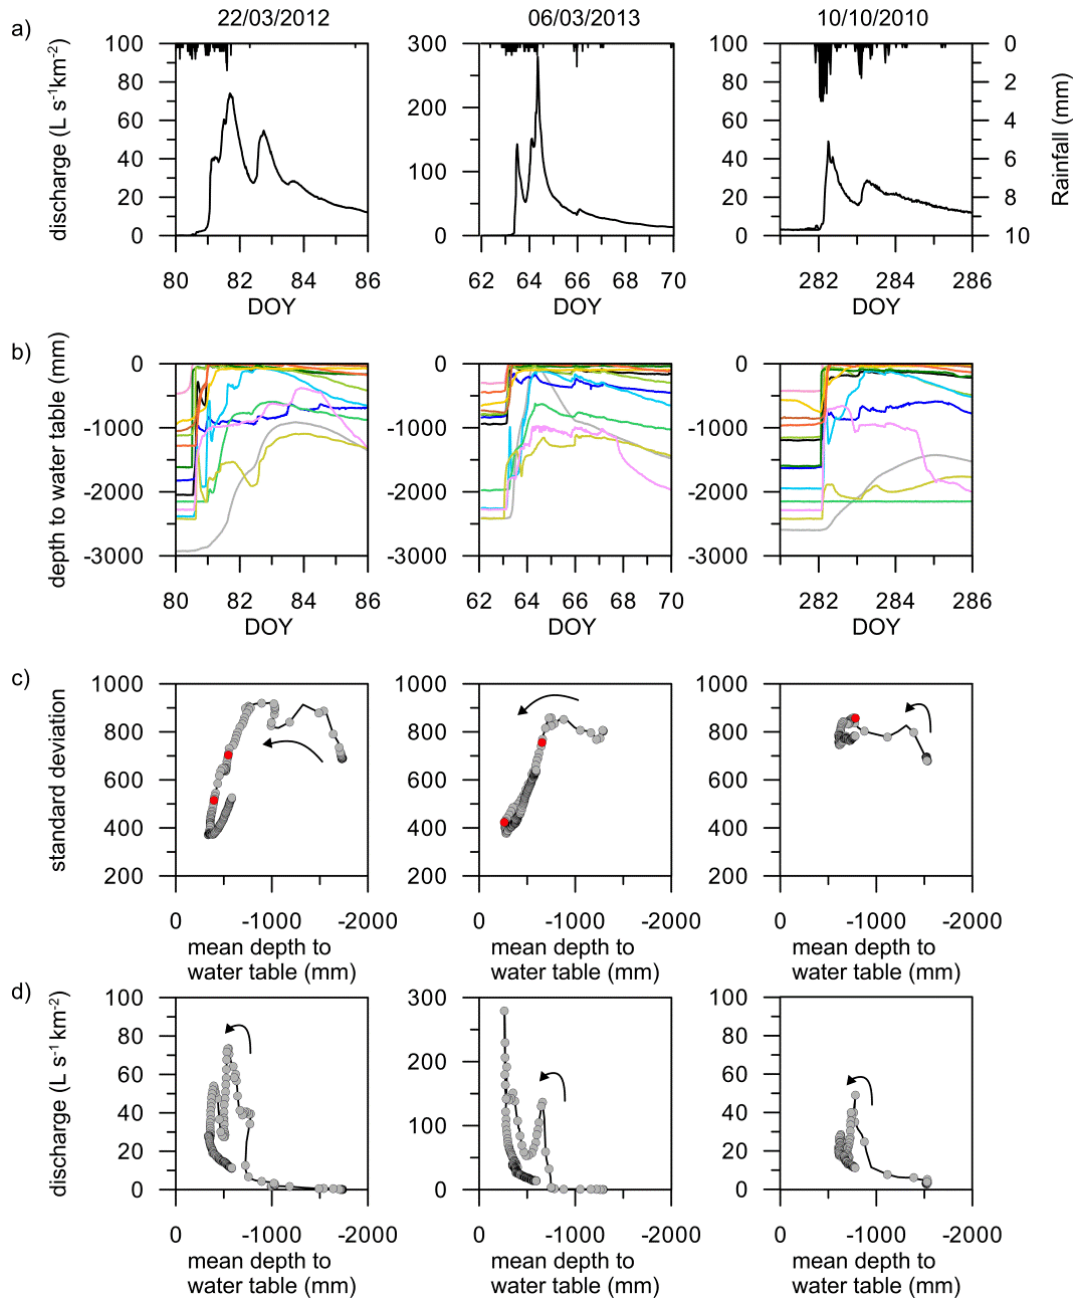 22/03/2012 06/03/2013 10/10/2010
a)
discharge (L s⁻¹km⁻²)
100 80 60 40 20 0
300 200 100 0
100 80 60 40 20 0
0 2 4 6 8 10
Rainfall (mm)
80 82 84 86
62 64 66 68 70
282 284 286
DOY DOY DOY
b)
depth to water table (mm)
0 -1000 -2000 -3000
0 -1000 -2000 -3000
0 -1000 -2000 -3000
80 82 84 86
62 64 66 68 70
282 284 286
DOY DOY DOY
c)
standard deviation
1000 800 600 400 200
1000 800 600 400 200
1000 800 600 400 200
0 -1000 -2000
0 -1000 -2000
0 -1000 -2000
mean depth to
water table (mm)
mean depth to
water table (mm)
mean depth to
water table (mm)
d)
discharge (L s⁻¹ km⁻²)
100 80 60 40 20 0
300 200 100 0
100 80 60 40 20 0
0 -1000 -2000
0 -1000 -2000
0 -1000 -2000
mean depth to
water table (mm)
mean depth to
water table (mm)
mean depth to
water table (mm)